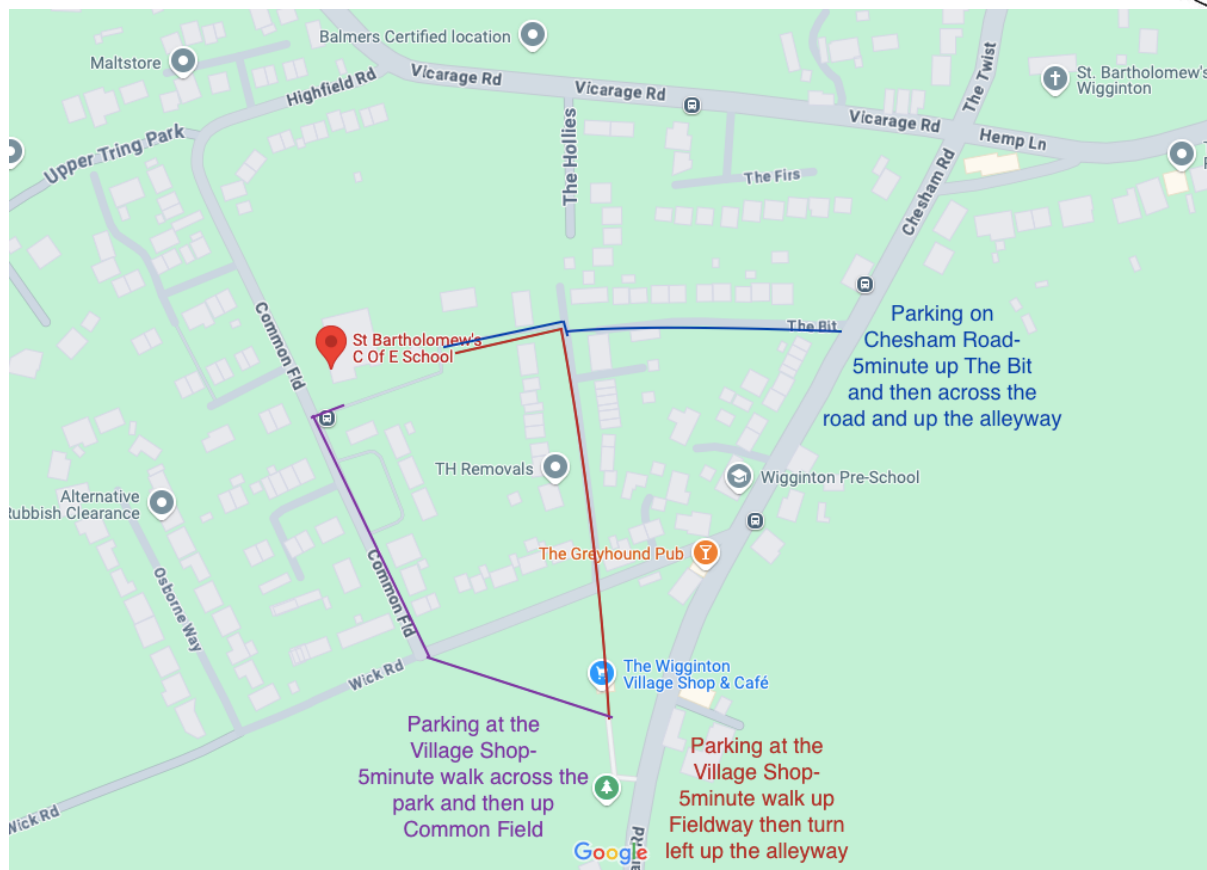 Balmers Certified location
Maltstore
Highfield Rd
Vicarage Rd
Vicarage Rd
Vicarage Rd
The Twist
St. Bartholomew's
Wigginton
Hemp Ln
Upper Tring Park
The Hollies
The Firs
Chesham Rd
Common Fld
St Bartholomew's
C Of E School
The Bit
Parking on
Chesham Road-
5minute up The Bit
and then across the
road and up the alleyway
TH Removals
Wigginton Pre-School
Alternative
Rubbish Clearance
The Greyhound Pub
Osborne Way
Common Fld
Wick Rd
The Wigginton
Village Shop & Café
Parking at the
Village Shop-
5minute walk across the
park and then up
Common Field
Parking at the
Village Shop-
5minute walk up
Fieldway then turn
left up the alleyway
Wick Rd
Google
Rd